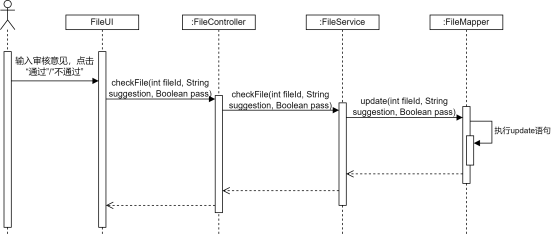 FileUI
:FileController
:FileService
:FileMapper
输入审核意见，点击
“通过”/“不通过”
checkFile(int fileId, String
suggestion, Boolean pass)
checkFile(int fileId, String
suggestion, Boolean pass)
update(int fileId, String
suggestion, Boolean pass)
执行update语句